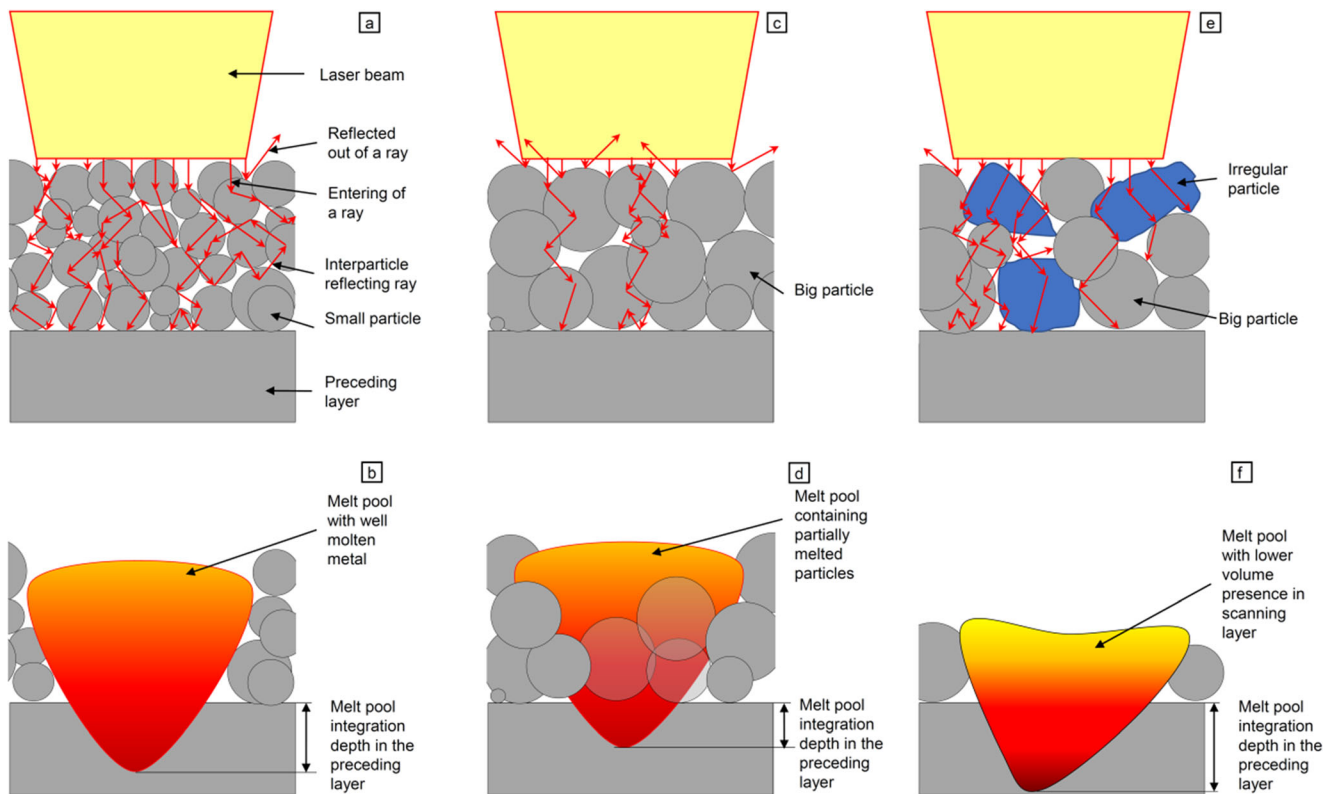 a
Laser beam
Reflected
out of a ray
Entering of
a ray
Interparticle
reflecting ray
Small particle
Preceding
layer
c
Big particle
e
Irregular
particle
Big particle
b
Melt pool
with well
molten
metal
Melt pool
integration
depth in the
preceding
layer
d
Melt pool
containing
partially
melted
particles
Melt pool
integration
depth in the
preceding
layer
f
Melt pool
with lower
volume
presence in
scanning
layer
Melt pool
integration
depth in the
preceding
layer